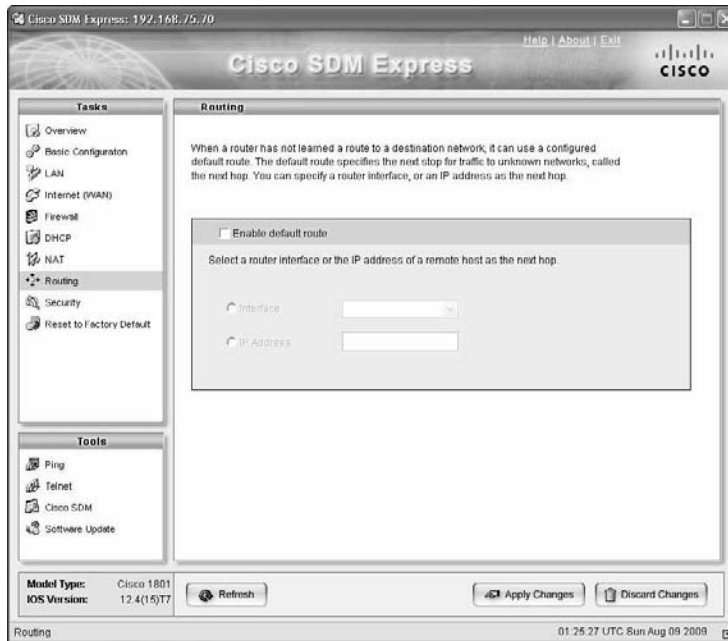 Cisco SDM Express: 192.168.75.70
Help | About | Exit
Cisco SDM Express
CISCO
Tasks
Overview
Basic Configuraton
LAN
Internet (WAN)
Firewall
DHCP
NAT
Routing
Security
Reset to Factory Default
Tools
Ping
Telnet
Cisco SDM
Software Update
Routing
When a router has not learned a route to a destination network, it can use a configured
default route. The default route specifies the next stop for traffic to unknown networks, called
the next hop. You can specify a router interface, or an IP address as the next hop.
Enable default route
Select a router interface or the IP address of a remote host as the next hop.
Interface
IP Address
Model Type: Cisco 1801
IOS Version: 12.4(15)T7
Refresh
Apply Changes
Discard Changes
Routing
01:25:27 UTC Sun Aug 09 2009